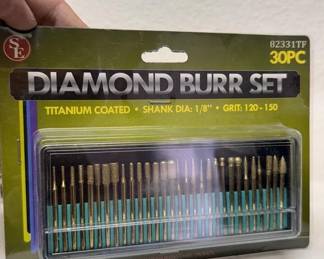 SE
82331TF
30PC
DIAMOND BURR SET
TITANIUM COATED • SHANK DIA: 1/8" • GRIT: 120-150